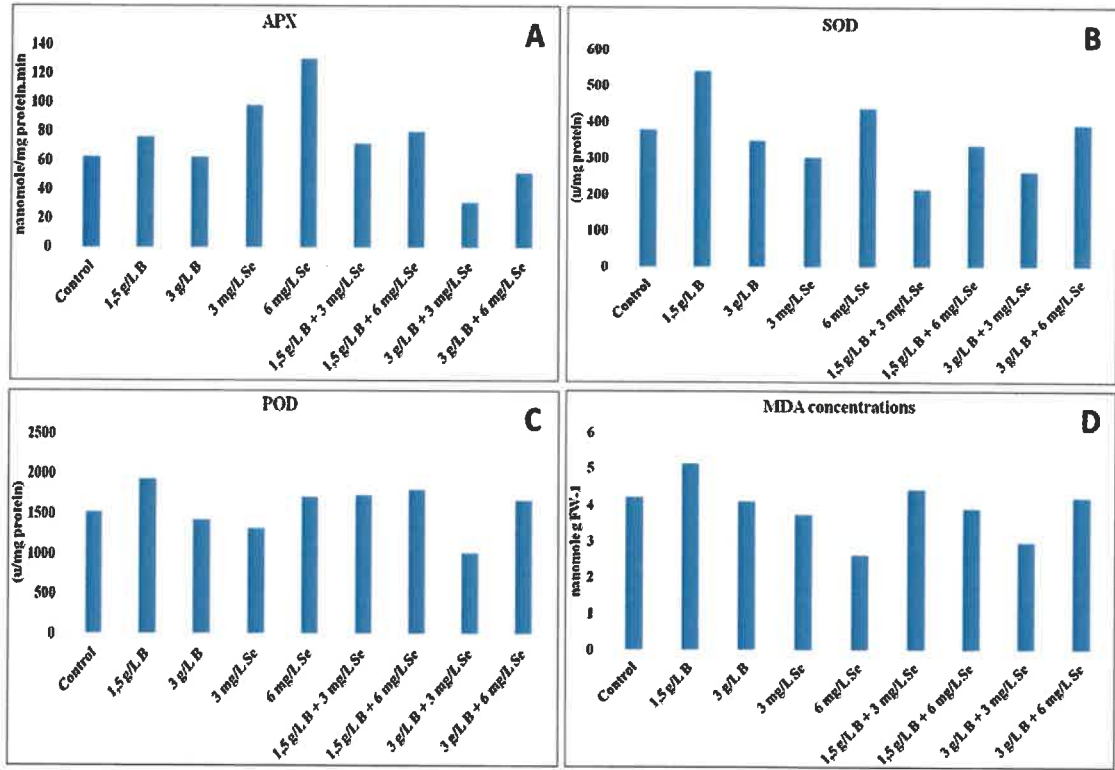 APX
A
nanomole/mg protein.min
140
120
100
80
60
40
20
0
Control
1,5 g/L B
3 g/L B
3 mg/L Se
6 mg/L Se
1,5 g/L B + 3 mg/L Se
1,5 g/L B + 6 mg/L Se
3 g/L B + 3 mg/L Se
3 g/L B + 6 mg/L Se
SOD
B
(u/mg protein)
600
500
400
300
200
100
0
Control
1,5 g/L B
3 g/L B
3 mg/L Se
6 mg/L Se
1,5 g/L B + 3 mg/L Se
1,5 g/L B + 6 mg/L Se
3 g/L B + 3 mg/L Se
3 g/L B + 6 mg/L Se
POD
C
(u/mg protein)
2500
2000
1500
1000
500
0
Control
1,5 g/L B
3 g/L B
3 mg/L Se
6 mg/L Se
1,5 g/L B + 3 mg/L Se
1,5 g/L B + 6 mg/L Se
3 g/L B + 3 mg/L Se
3 g/L B + 6 mg/L Se
MDA concentrations
D
nanomole g FW-1
6
5
4
3
2
1
0
Control
1,5 g/L B
3 g/L B
3 mg/L Se
6 mg/L Se
1,5 g/L B + 3 mg/L Se
1,5 g/L B + 6 mg/L Se
3 g/L B + 3 mg/L Se
3 g/L B + 6 mg/L Se